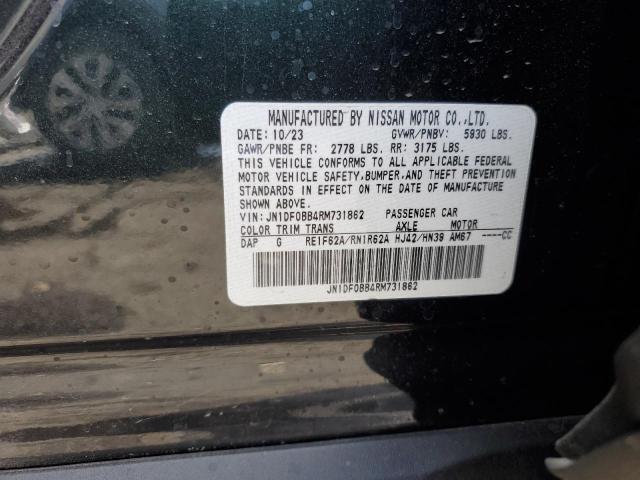 MANUFACTURED BY NISSAN MOTOR CO.,LTD.
DATE: 10/23 GVWR/PNBV: 5930 LBS.
GAWR/PNBE FR: 2778 LBS. RR: 3175 LBS.
THIS VEHICLE CONFORMS TO ALL APPLICABLE FEDERAL
MOTOR VEHICLE SAFETY,BUMPER,AND THEFT PREVENTION
STANDARDS IN EFFECT ON THE DATE OF MANUFACTURE
SHOWN ABOVE.
VIN: JN1DF0BB4RM731862 PASSENGER CAR
COLOR TRIM TRANS AXLE MOTOR
DAP G RE1F62A/RN1R62A HJ42/HN39 AM67 -----CC
JN1DF0BB4RM731862